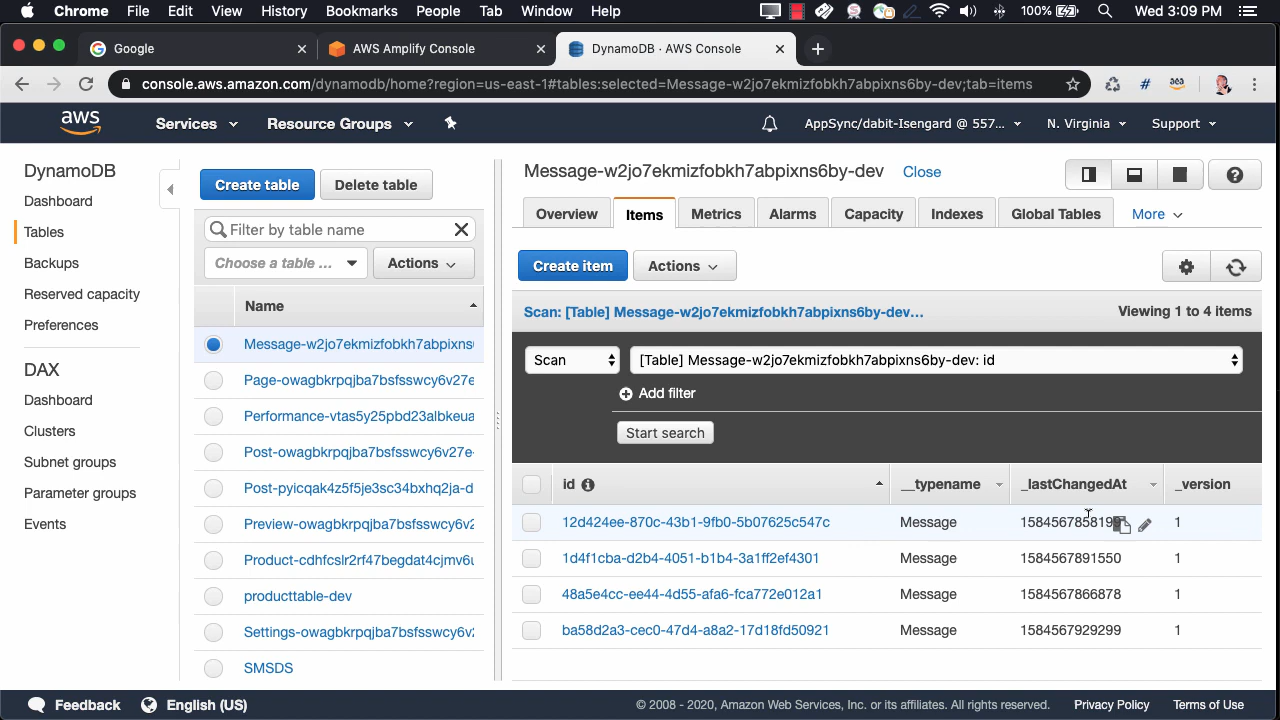 Chrome File Edit View History Bookmarks People Tab Window Help 100% Wed 3:09 PM
Google AWS Amplify Console DynamoDB · AWS Console
console.aws.amazon.com/dynamodb/home?region=us-east-1#tables:selected=Message-w2jo7ekmizfobkh7abpixns6by-dev;tab=items
aws Services Resource Groups AppSync/dabit-Isengard @ 557... N. Virginia Support
DynamoDB
Dashboard
Tables
Backups
Reserved capacity
Preferences
DAX
Dashboard
Clusters
Subnet groups
Parameter groups
Events
Create table Delete table
Filter by table name
Choose a table ... Actions
Name
Message-w2jo7ekmizfobkh7abpixns
Page-owagbkrpqjba7bsfsswcy6v27e
Performance-vtas5y25pbd23albkeua
Post-owagbkrpqjba7bsfsswcy6v27e
Post-pyicqak4z5f5je3sc34bxhq2ja-d
Preview-owagbkrpqjba7bsfsswcy6v2
Product-cdhfcslr2rf47begdat4cjmv6u
producttable-dev
Settings-owagbkrpqjba7bsfsswcy6v2
SMSDS
Message-w2jo7ekmizfobkh7abpixns6by-dev Close
Overview Items Metrics Alarms Capacity Indexes Global Tables More
Create item Actions
Scan: [Table] Message-w2jo7ekmizfobkh7abpixns6by-dev... Viewing 1 to 4 items
Scan [Table] Message-w2jo7ekmizfobkh7abpixns6by-dev: id
Add filter
Start search
id __typename _lastChangedAt _version
12d424ee-870c-43b1-9fb0-5b07625c547c Message 1584567858199 1
1d4f1cba-d2b4-4051-b1b4-3a1ff2ef4301 Message 1584567891550 1
48a5e4cc-ee44-4d55-afa6-fca772e012a1 Message 1584567866878 1
ba58d2a3-cec0-47d4-a8a2-17d18fd50921 Message 1584567929299 1
Feedback English (US) © 2008 - 2020, Amazon Web Services, Inc. or its affiliates. All rights reserved. Privacy Policy Terms of Use